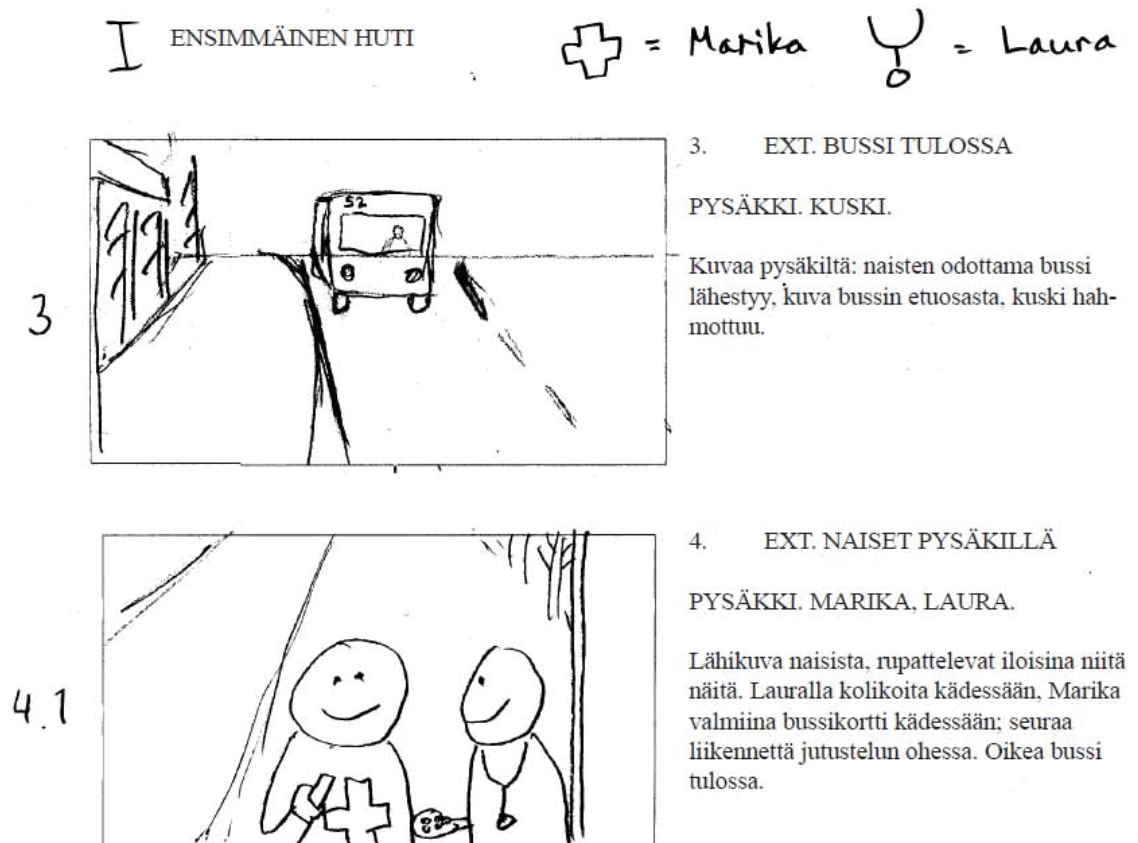 I ENSIMMÄINEN HUTI
= Marika = Laura
3
52
3. EXT. BUSSI TULOSSA
PYSÄKKI. KUSKI.
Kuvaa pysäkiltä: naisten odottama bussi
lähestyy, kuva bussin etuosasta, kuski hah-
mottuu.
4.1
4. EXT. NAISET PYSÄKILLÄ
PYSÄKKI. MARIKA, LAURA.
Lähikuva naisista, rupattelevat iloisina niitä
näitä. Lauralla kolikoita kädessään, Marika
valmiina bussikortti kädessään; seuraa
liikennettä jutustelun ohessa. Oikea bussi
tulossa.